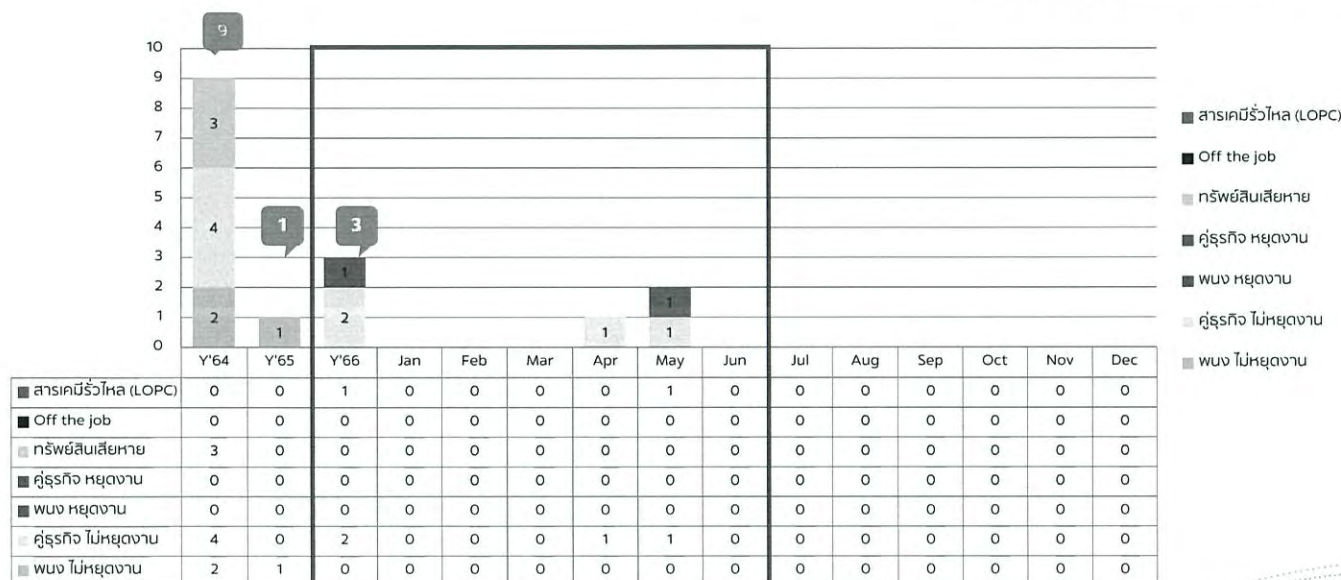 9
10
9
8
7
6
5
4
3
2
1
0
3
4
2
1
1
3
1
2
1
1
1
สารเคมีรั่วไหล (LOPC)
Off the job
ทรัพย์สินเสียหาย
คู่ธุรกิจ หยุดงาน
พนง หยุดงาน
คู่ธุรกิจ ไม่หยุดงาน
พนง ไม่หยุดงาน
Y'64 Y'65 Y'66 Jan Feb Mar Apr May Jun Jul Aug Sep Oct Nov Dec
สารเคมีรั่วไหล (LOPC) 0 0 1 0 0 0 0 1 0 0 0 0 0 0 0
Off the job 0 0 0 0 0 0 0 0 0 0 0 0 0 0 0
ทรัพย์สินเสียหาย 3 0 0 0 0 0 0 0 0 0 0 0 0 0 0
คู่ธุรกิจ หยุดงาน 0 0 0 0 0 0 0 0 0 0 0 0 0 0 0
พนง หยุดงาน 0 0 0 0 0 0 0 0 0 0 0 0 0 0 0
คู่ธุรกิจ ไม่หยุดงาน 4 0 2 0 0 0 1 1 0 0 0 0 0 0 0
พนง ไม่หยุดงาน 2 1 0 0 0 0 0 0 0 0 0 0 0 0 0